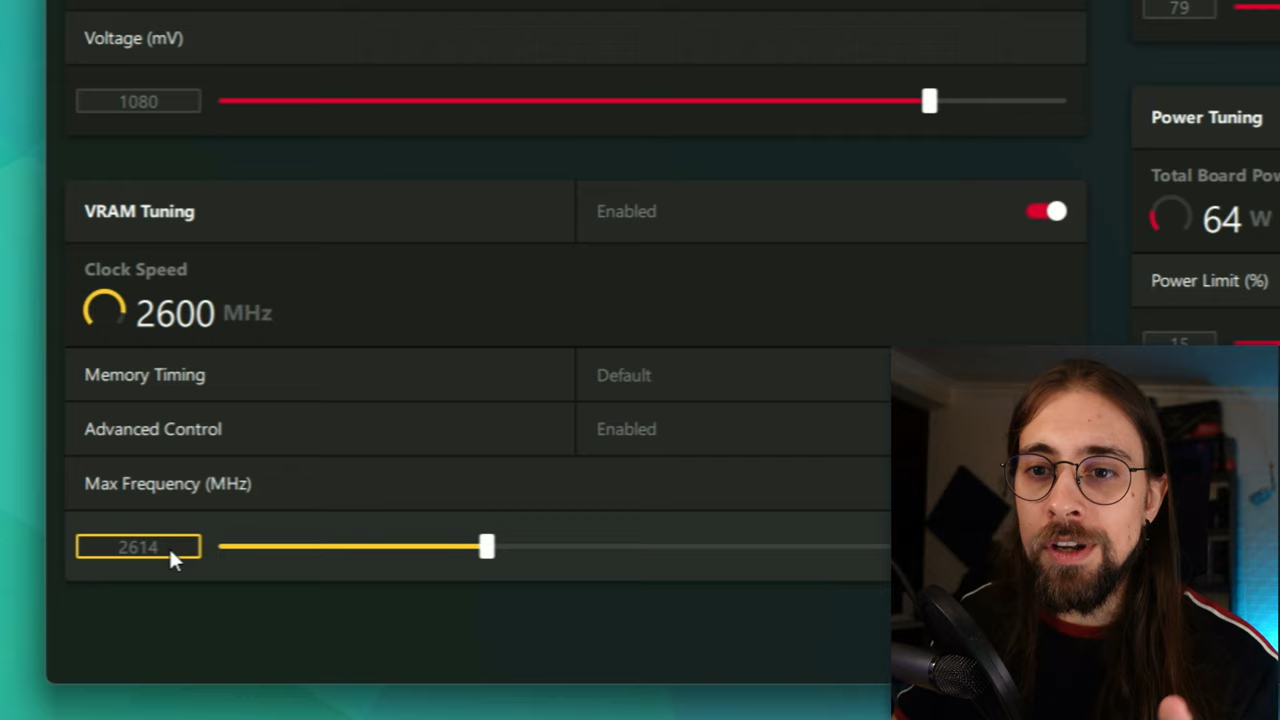 79
Voltage (mV)
1080
Power Tuning
Total Board Pow
64 W
VRAM Tuning
Enabled
Clock Speed
2600 MHz
Power Limit (%)
15
Memory Timing
Default
Advanced Control
Enabled
Max Frequency (MHz)
2614